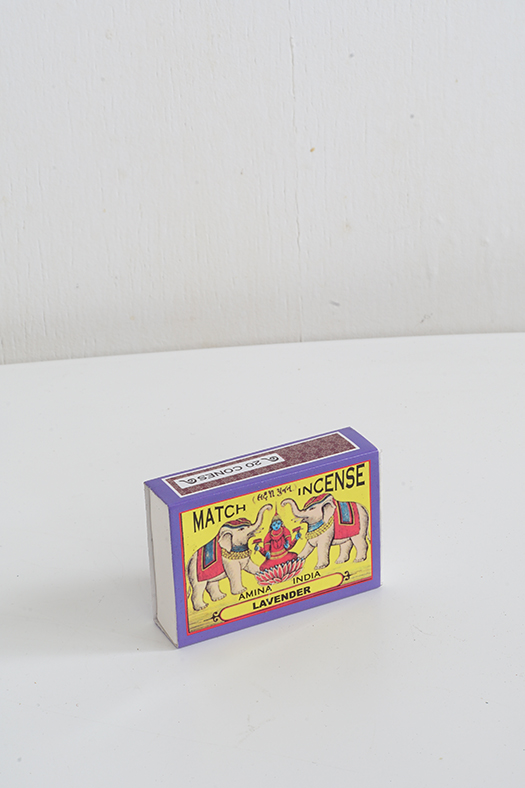 20 CONES
MATCH INCENSE
AMINA INDIA
LAVENDER